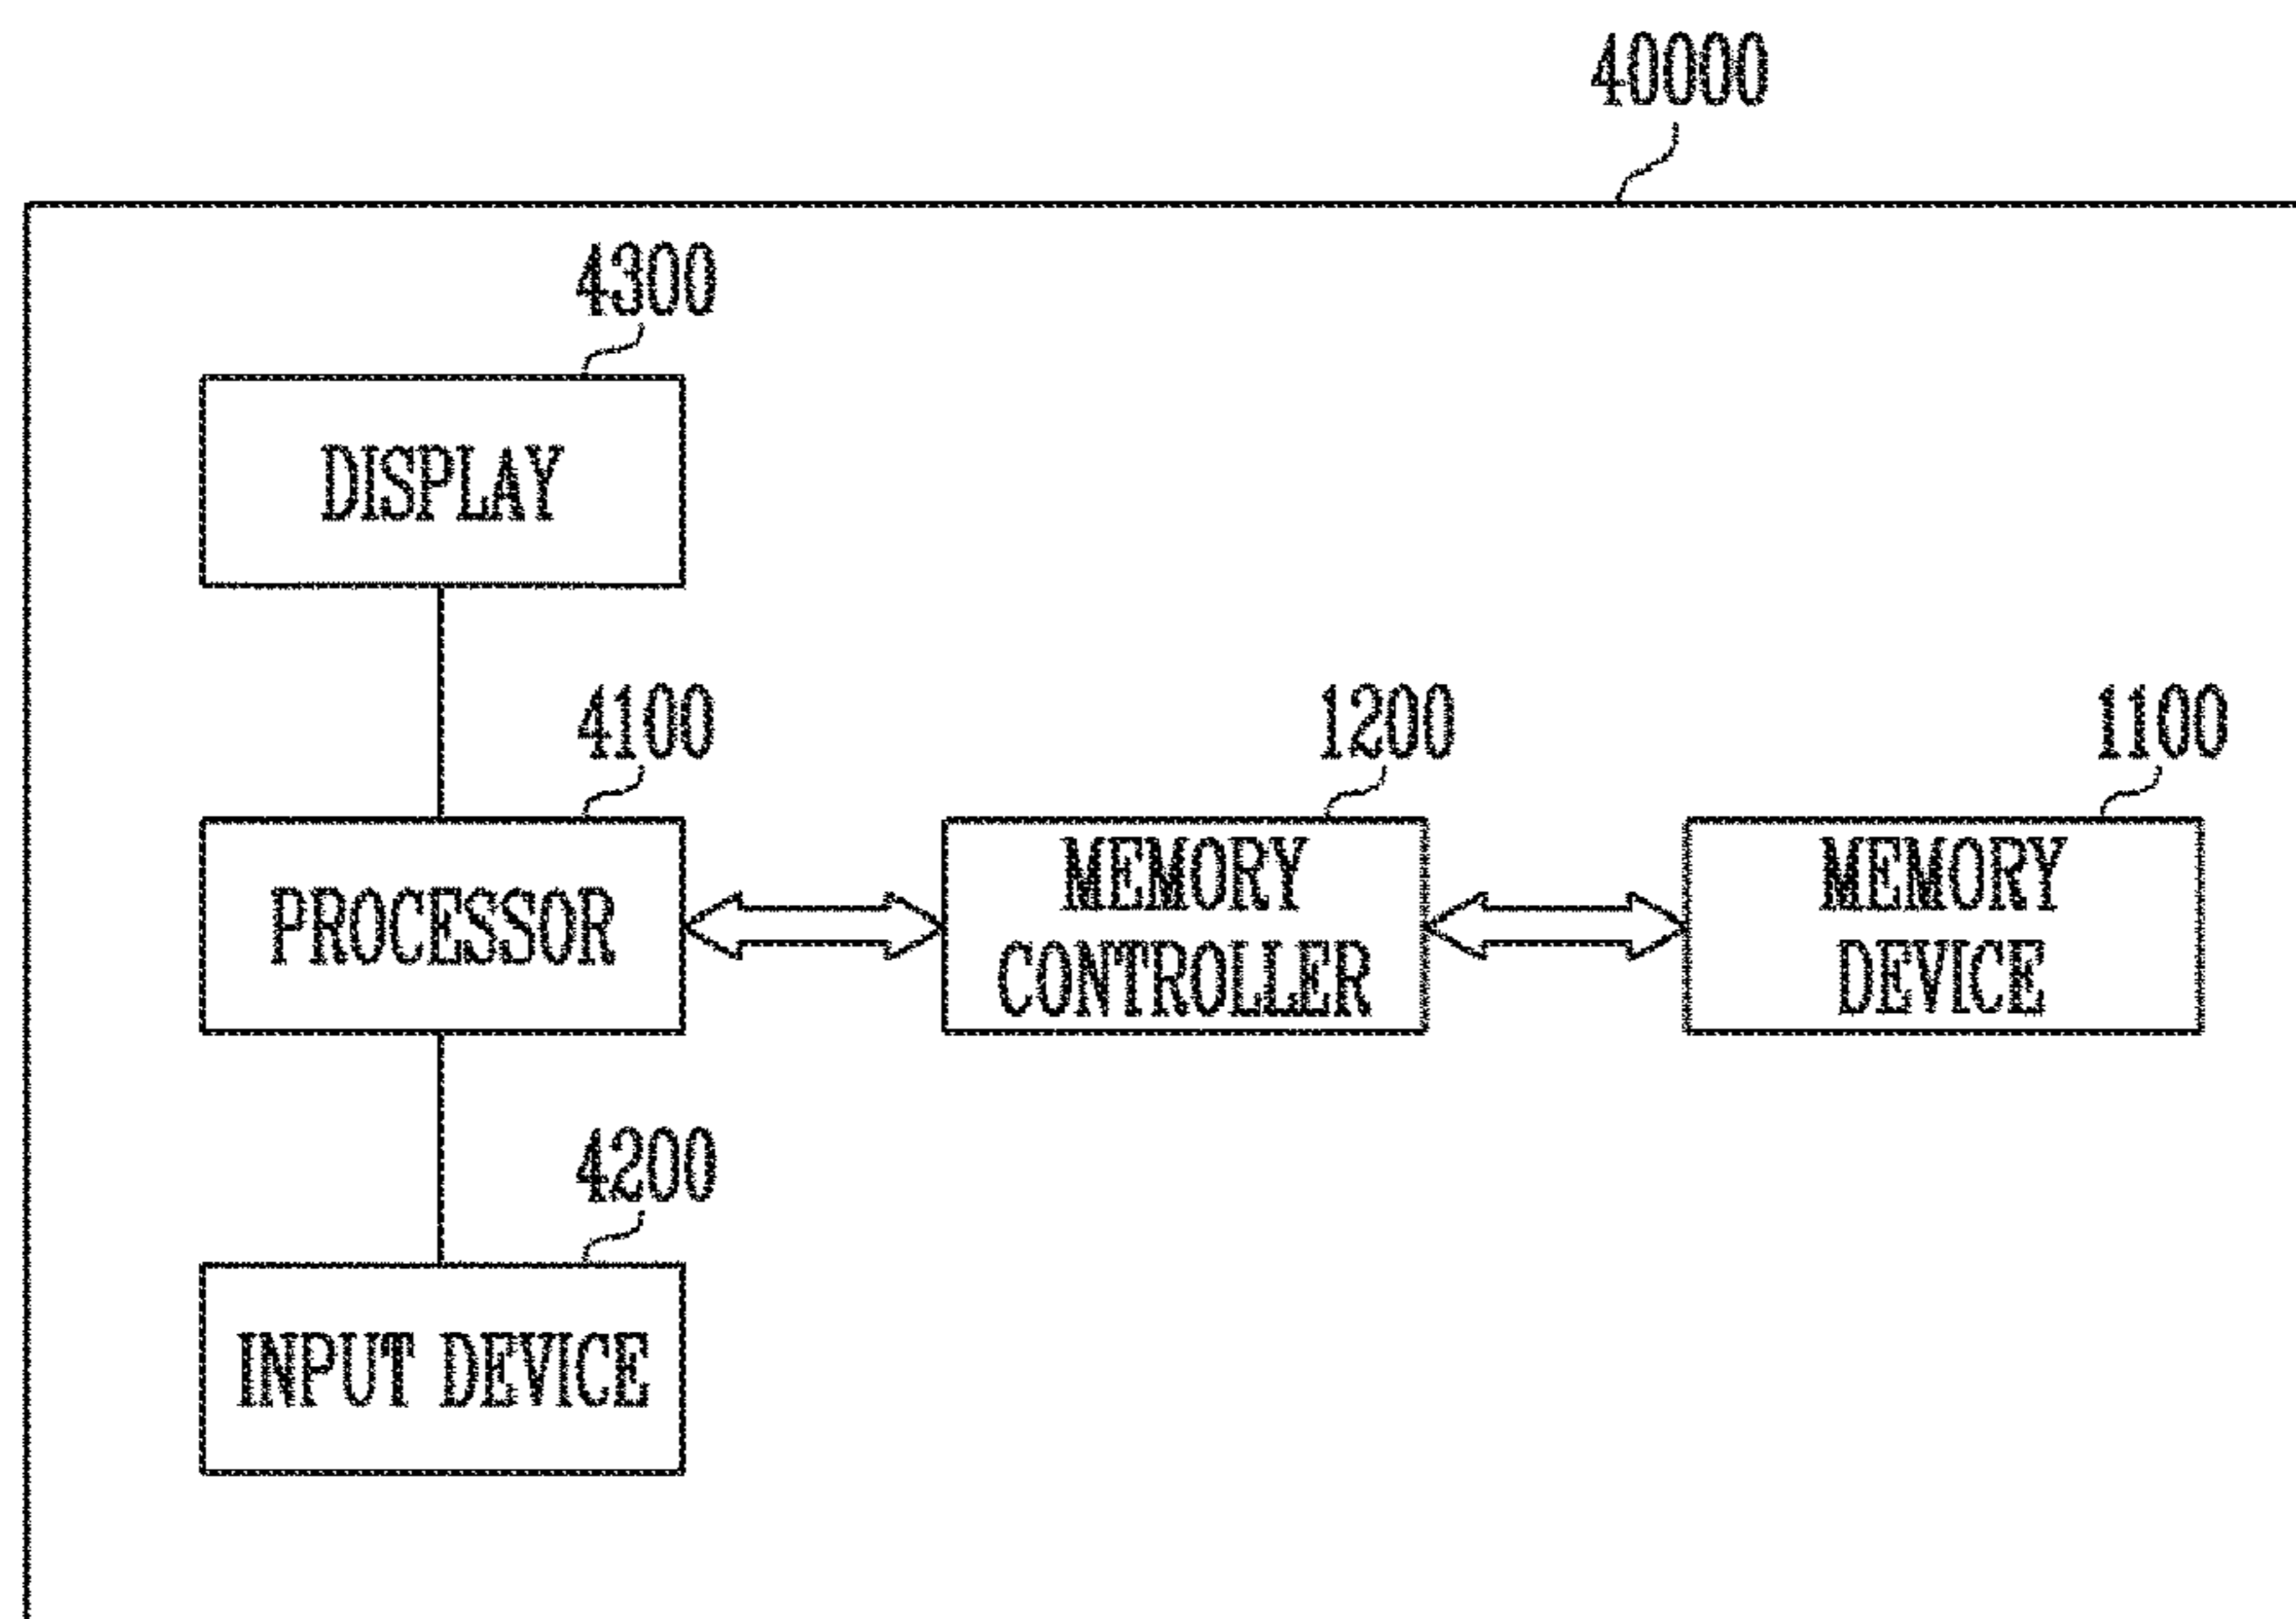 40000
4300
DISPLAY
4100
1200
1100
PROCESSOR
MEMORY
CONTROLLER
MEMORY
DEVICE
4200
INPUT DEVICE